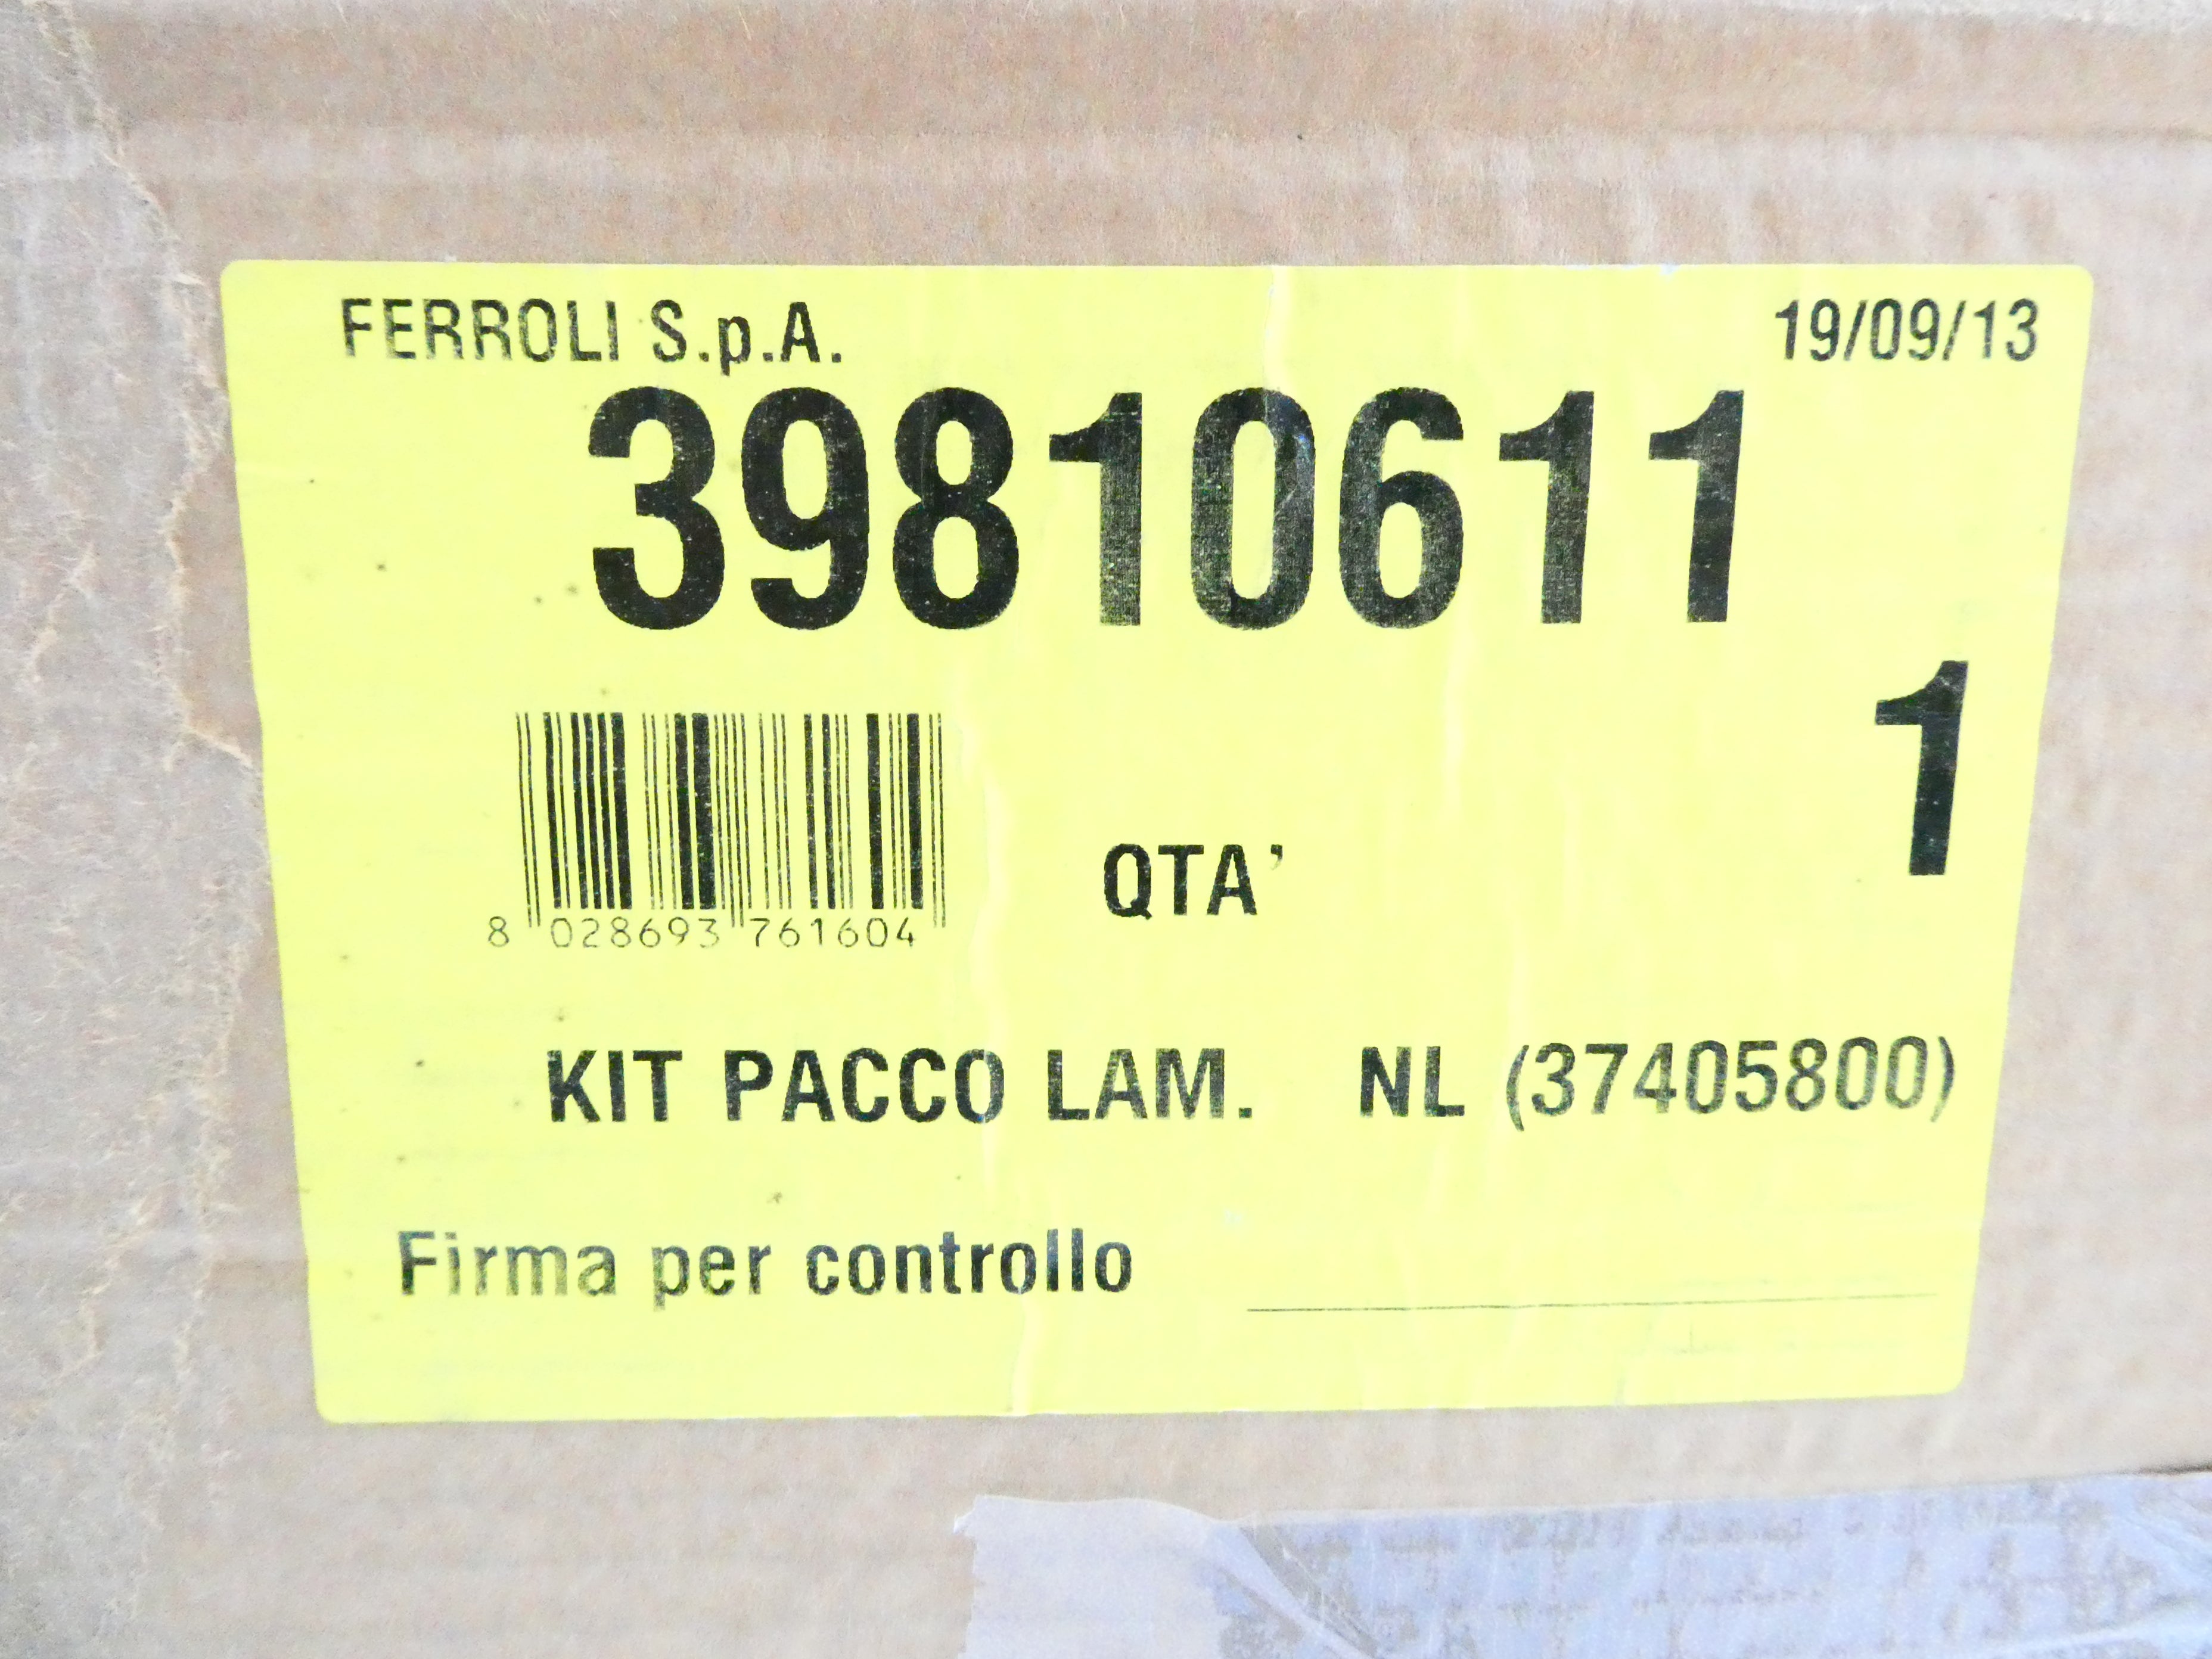 FERROLI S.p.A. 19/09/13
39810611
1
QTA'
8 028693 761604
KIT PACCO LAM. NL (37405800)
Firma per controllo